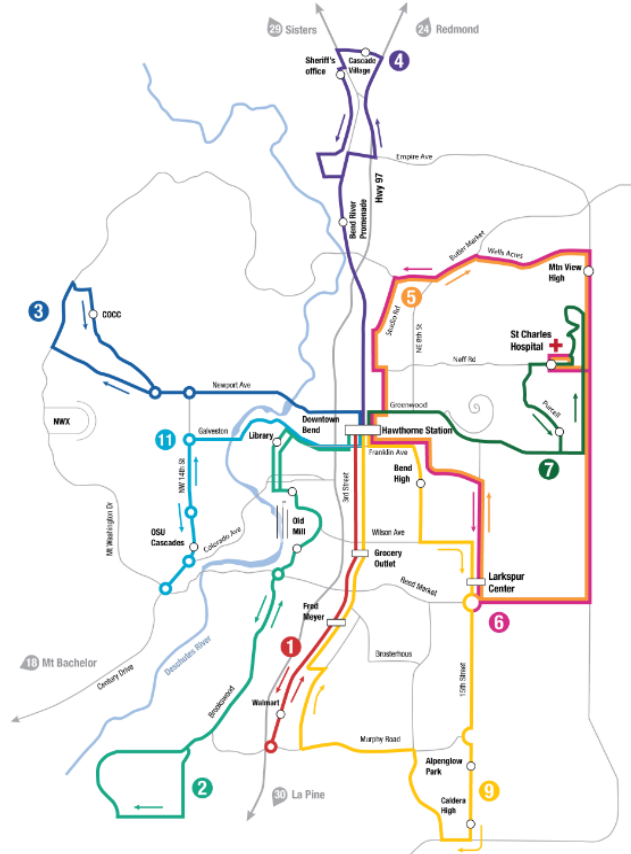 29 Sisters
24 Redmond
Sheriff's
office
Cascade
Village
4
Empire Ave
Hwy 97
Bend River
Promenade
Butler Market
Wells Acres
Mtn View
High
5
3
COCC
Studio Rd
NE 8th St
St Charles
Hospital
Neff Rd
Purcell
Newport Ave
Greenwood
NWX
11
Galveston
Downtown
Bend
Hawthorne Station
Library
Franklin Ave
7
NW 14th St
3rd Street
Bend
High
Mt Washington Dr
OSU
Cascades
Colorado Ave
Old
Mill
Wilson Ave
Grocery
Outlet
Reed Market
Larkspur
Center
Fred
Meyer
6
Deschutes River
1
Brosterhous
15th Street
18 Mt Bachelor
Century Drive
Brookswood
Walmart
Murphy Road
Alpenglow
Park
2
30 La Pine
9
Caldera
High